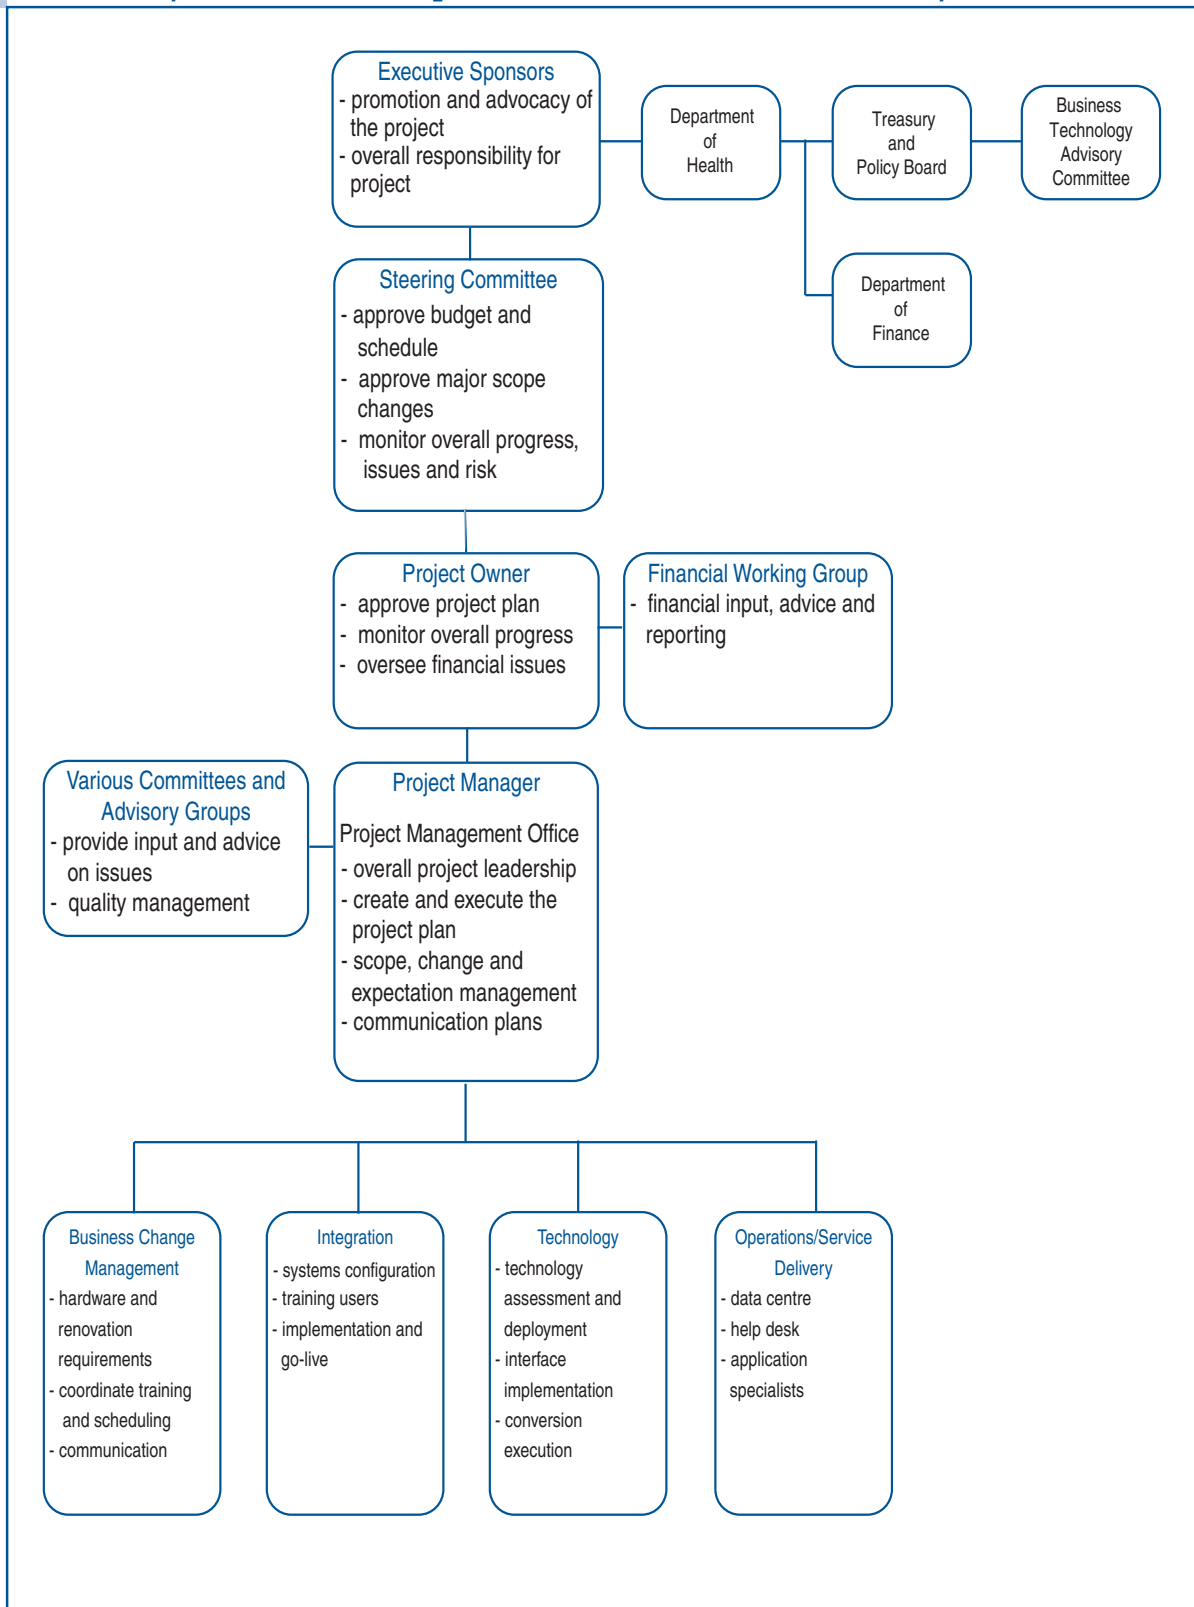 Executive Sponsors
- promotion and advocacy of
the project
- overall responsibility for
project
Department
of
Health
Treasury
and
Policy Board
Business
Technology
Advisory
Committee
Steering Committee
- approve budget and
schedule
- approve major scope
changes
- monitor overall progress,
issues and risk
Department
of
Finance
Project Owner
- approve project plan
- monitor overall progress
- oversee financial issues
Financial Working Group
- financial input, advice and
reporting
Various Committees and
Advisory Groups
- provide input and advice
on issues
- quality management
Project Manager
Project Management Office
- overall project leadership
- create and execute the
project plan
- scope, change and
expectation management
- communication plans
Business Change
Management
- hardware and
renovation
requirements
- coordinate training
and scheduling
- communication
Integration
- systems configuration
- training users
- implementation and
go-live
Technology
- technology
assessment and
deployment
- interface
implementation
- conversion
execution
Operations/Service
Delivery
- data centre
- help desk
- application
specialists